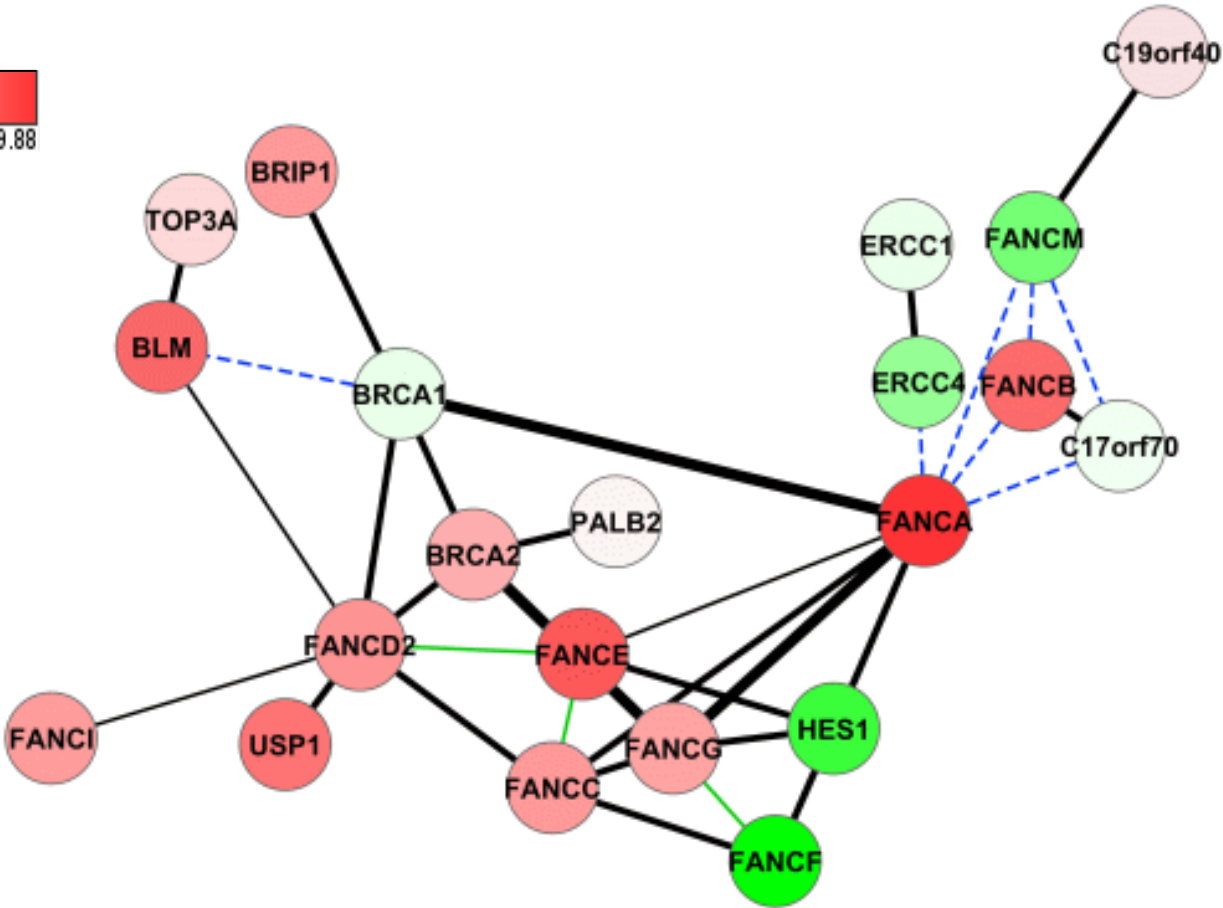 C19orf40
9.88
BRIP1
TOP3A
ERCC1
FANCM
BLM
BRCA1
ERCC4
FANCB
C17orf70
PALB2
FANCA
BRCA2
FANCD2
FANCE
FANCI
USP1
FANCG
HES1
FANCC
FANCF